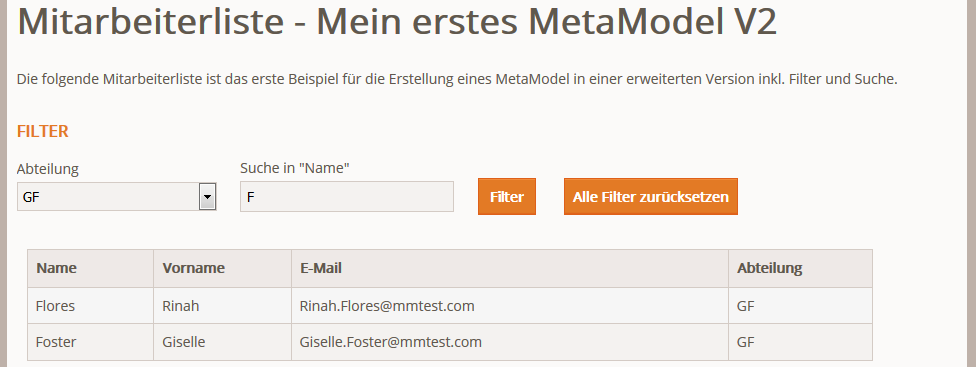 Mitarbeiterliste - Mein erstes MetaModel V2
Die folgende Mitarbeiterliste ist das erste Beispiel für die Erstellung eines MetaModel in einer erweiterten Version inkl. Filter und Suche.
FILTER
Abteilung Suche in "Name"
GF F Filter Alle Filter zurücksetzen
Name Vorname E-Mail Abteilung
Flores Rinah Rinah.Flores@mmtest.com GF
Foster Giselle Giselle.Foster@mmtest.com GF